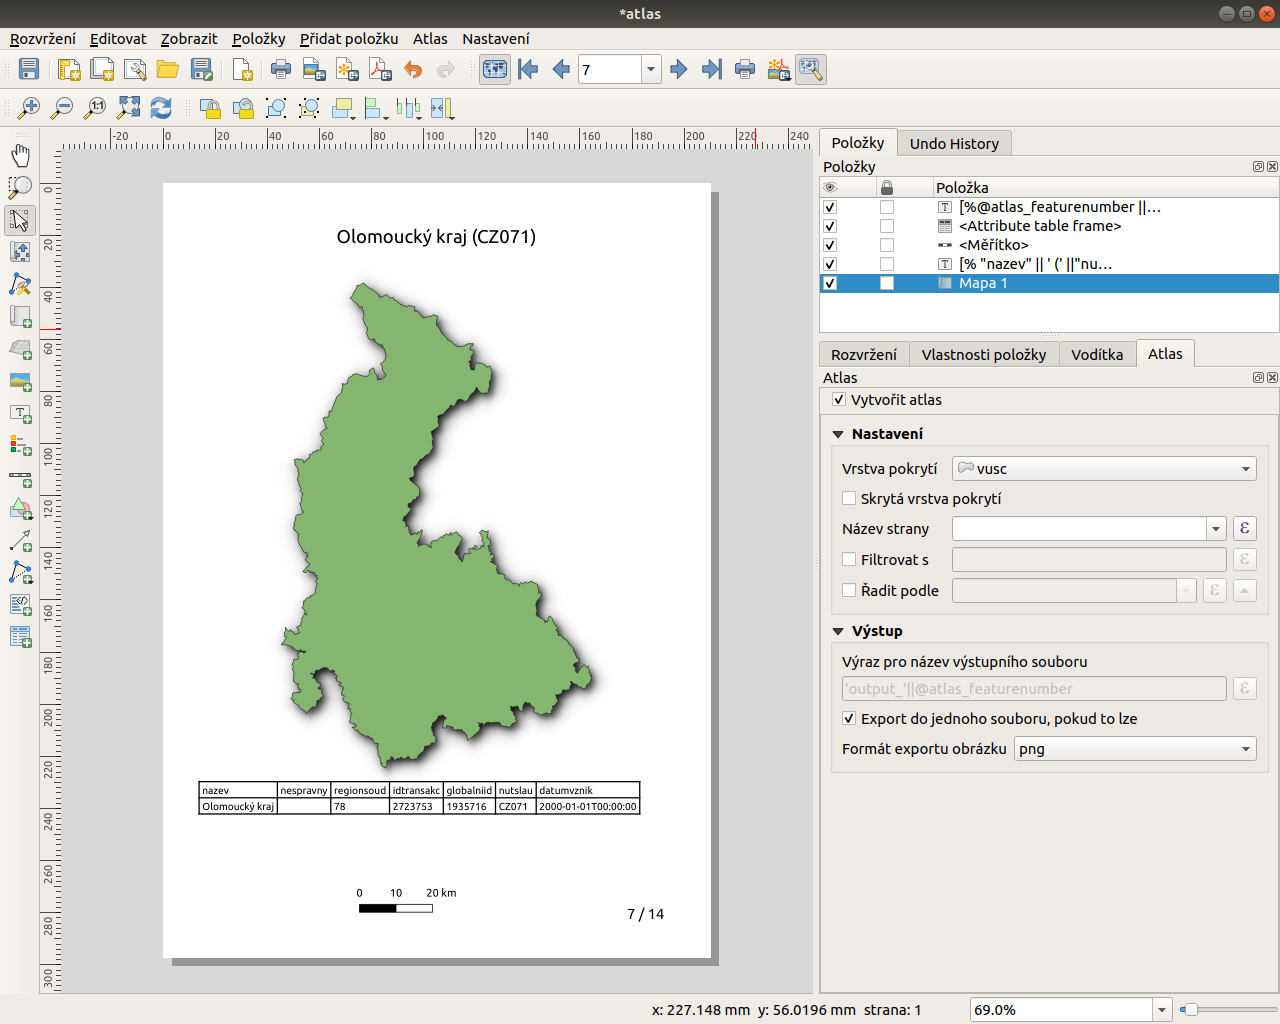 *atlas
Rozvržení Editovat Zobrazit Položky Přidat položku Atlas Nastavení
7
1:1
-20 0 20 40 60 80 100 120 140 160 180 200 220 240
0
20
40
60
80
100
120
140
160
180
200
220
240
260
280
300
Olomoucký kraj (CZ071)
nazev nespravny regionsoud idtransakc globalniid nutslau datumvznik
Olomoucký kraj 78 2723753 1935716 CZ071 2000-01-01T00:00:00
0 10 20 km
7 / 14
Položky Undo History
Položky
Položka
[%@atlas_featurenumber ||…
<Attribute table frame>
<Měřítko>
[% "nazev" || ' (' ||"nu…
Mapa 1
Rozvržení Vlastnosti položky Vodítka Atlas
Atlas
Vytvořit atlas
Nastavení
Vrstva pokrytí vusc
Skrytá vrstva pokrytí
Název strany
Filtrovat s
Řadit podle
Výstup
Výraz pro název výstupního souboru
'output_'||@atlas_featurenumber
Export do jednoho souboru, pokud to lze
Formát exportu obrázku png
x: 227.148 mm y: 56.0196 mm strana: 1 69.0%